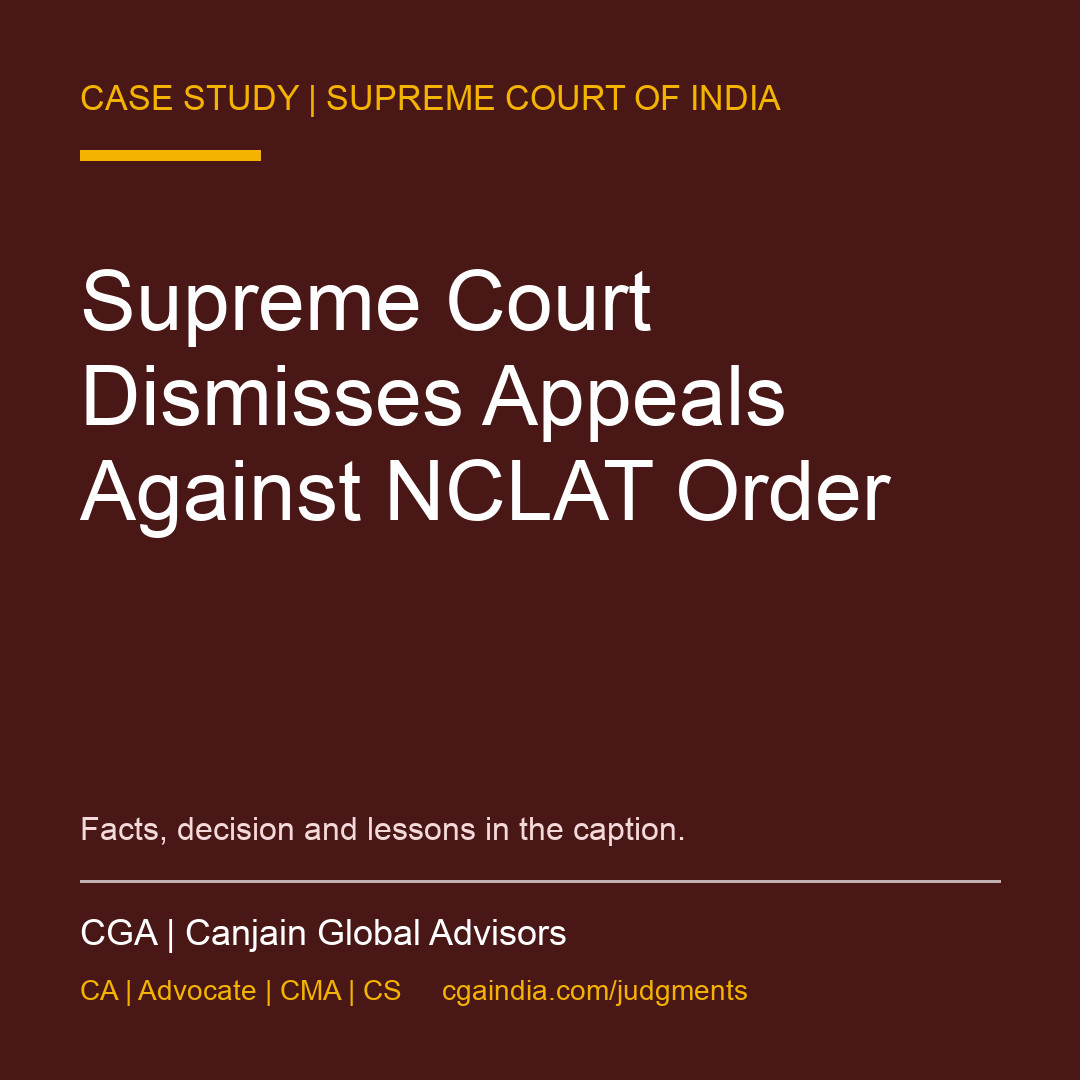 CASE STUDY | SUPREME COURT OF INDIA
Supreme Court
Dismisses Appeals
Against NCLAT Order
Facts, decision and lessons in the caption.
CGA | Canjain Global Advisors
CA | Advocate | CMA | CS cgaindia.com/judgments